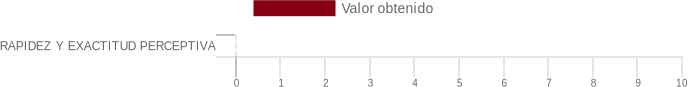 Valor obtenido
RAPIDEZ Y EXACTITUD PERCEPTIVA
0 1 2 3 4 5 6 7 8 9 10